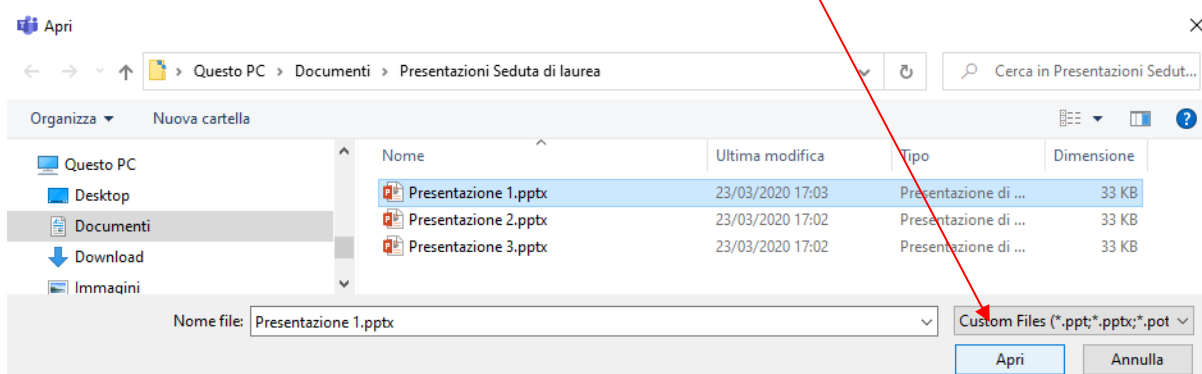 Apri
Questo PC > Documenti > Presentazioni Seduta di laurea
Cerca in Presentazioni Sedut...
Organizza
Nuova cartella
Nome
Ultima modifica
Tipo
Dimensione
Questo PC
Desktop
Documenti
Download
Immagini
Presentazione 1.pptx 23/03/2020 17:03 Presentazione di ... 33 KB
Presentazione 2.pptx 23/03/2020 17:02 Presentazione di ... 33 KB
Presentazione 3.pptx 23/03/2020 17:02 Presentazione di ... 33 KB
Nome file: Presentazione 1.pptx
Custom Files (*.ppt;*.pptx;*.pot
Apri
Annulla